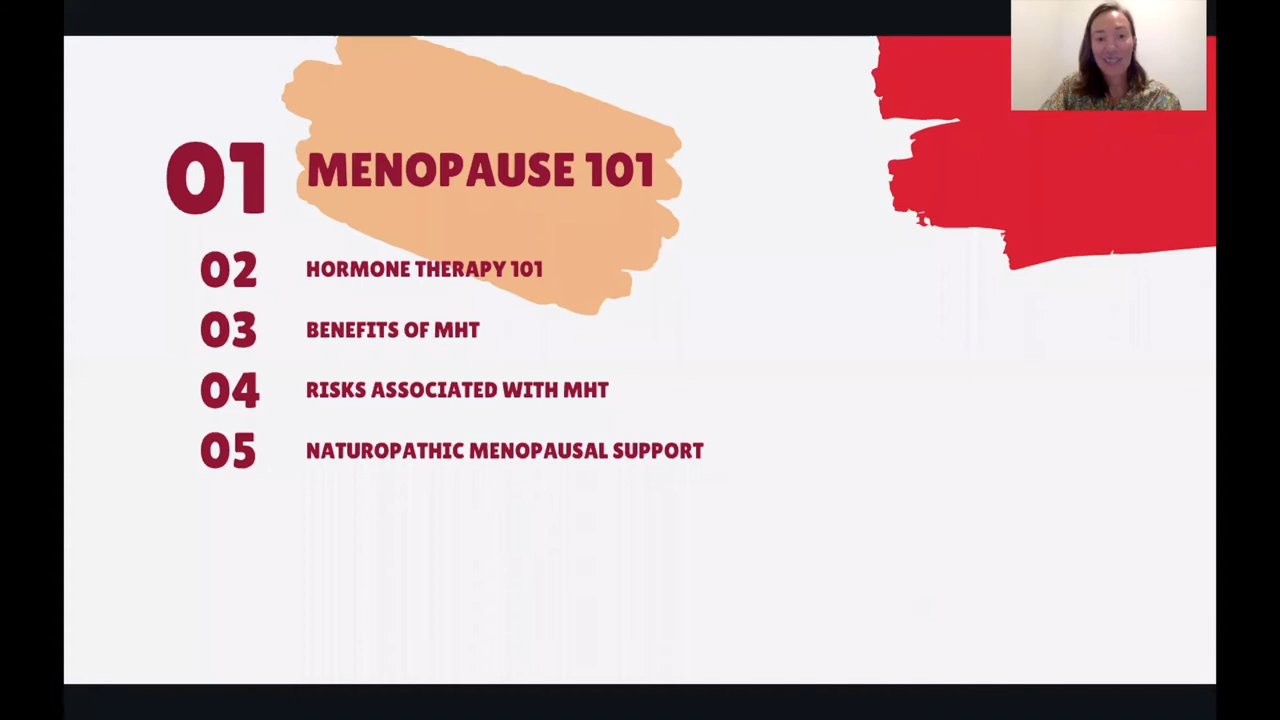 01 MENOPAUSE 101
02 HORMONE THERAPY 101
03 BENEFITS OF MHT
04 RISKS ASSOCIATED WITH MHT
05 NATUROPATHIC MENOPAUSAL SUPPORT